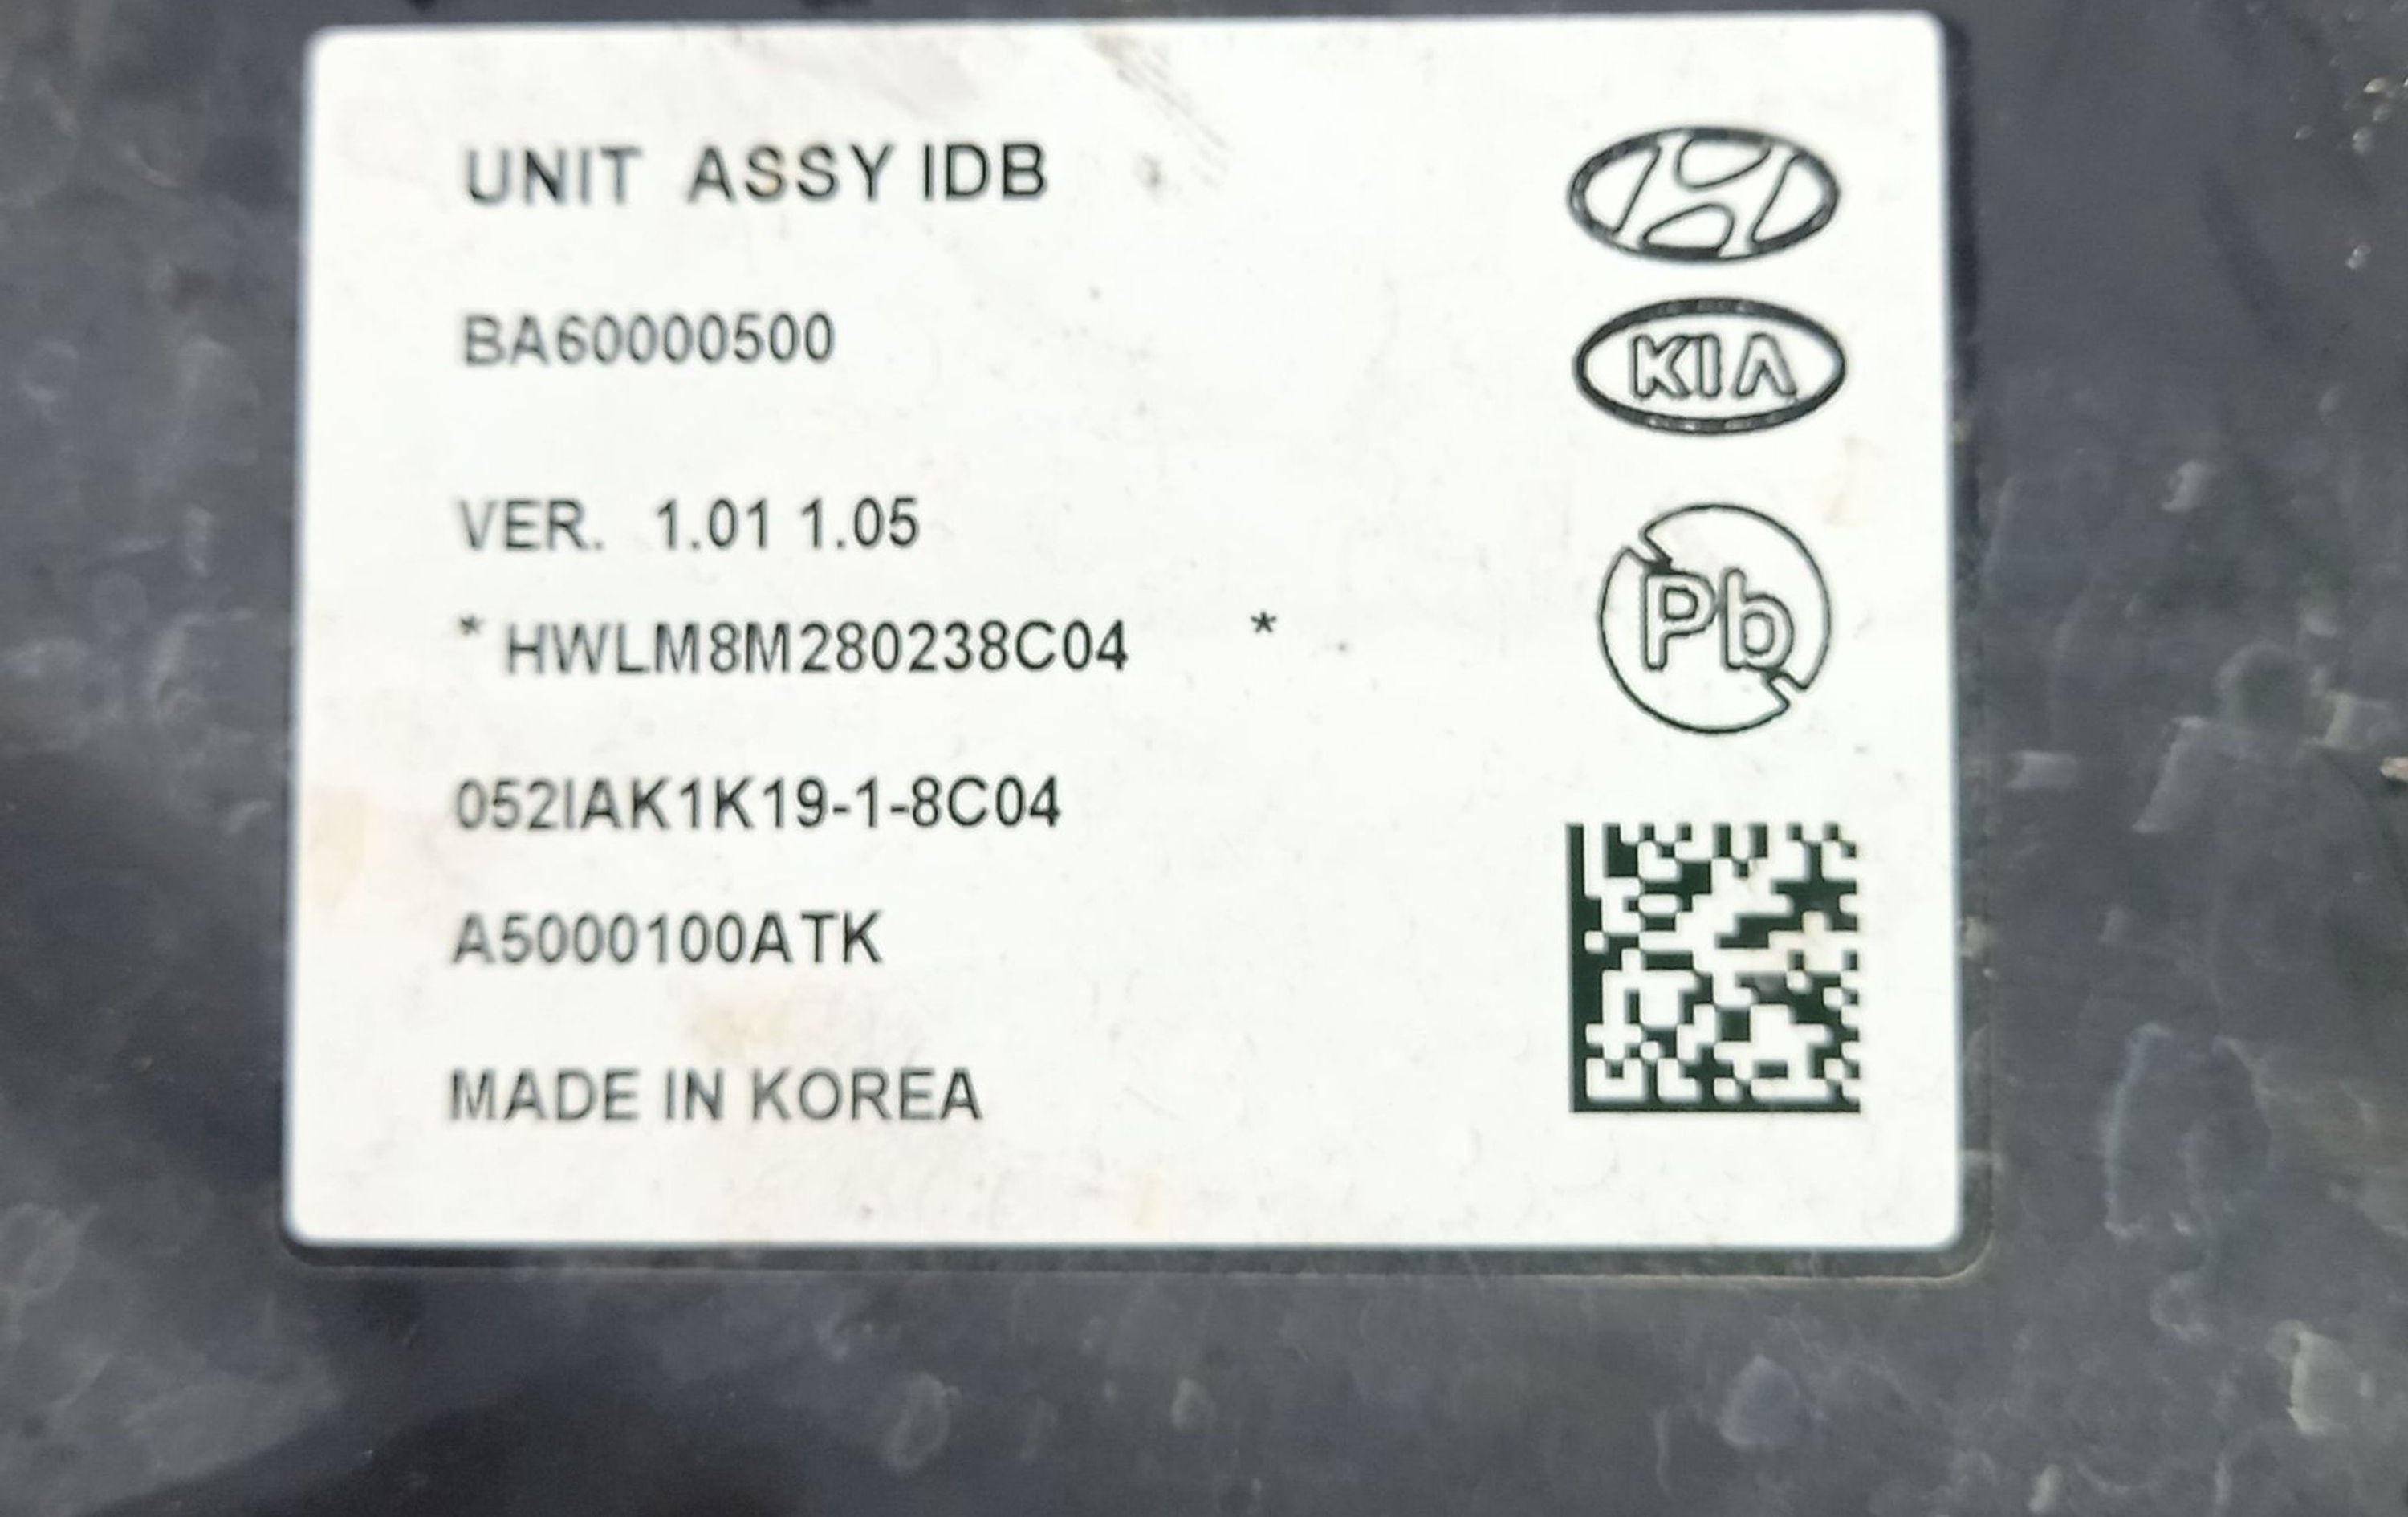 UNIT ASSY IDB
BA60000500
VER. 1.01 1.05
* HWLM8M280238C04 *
052IAK1K19-1-8C04
A5000100ATK
MADE IN KOREA
KIA
Pb